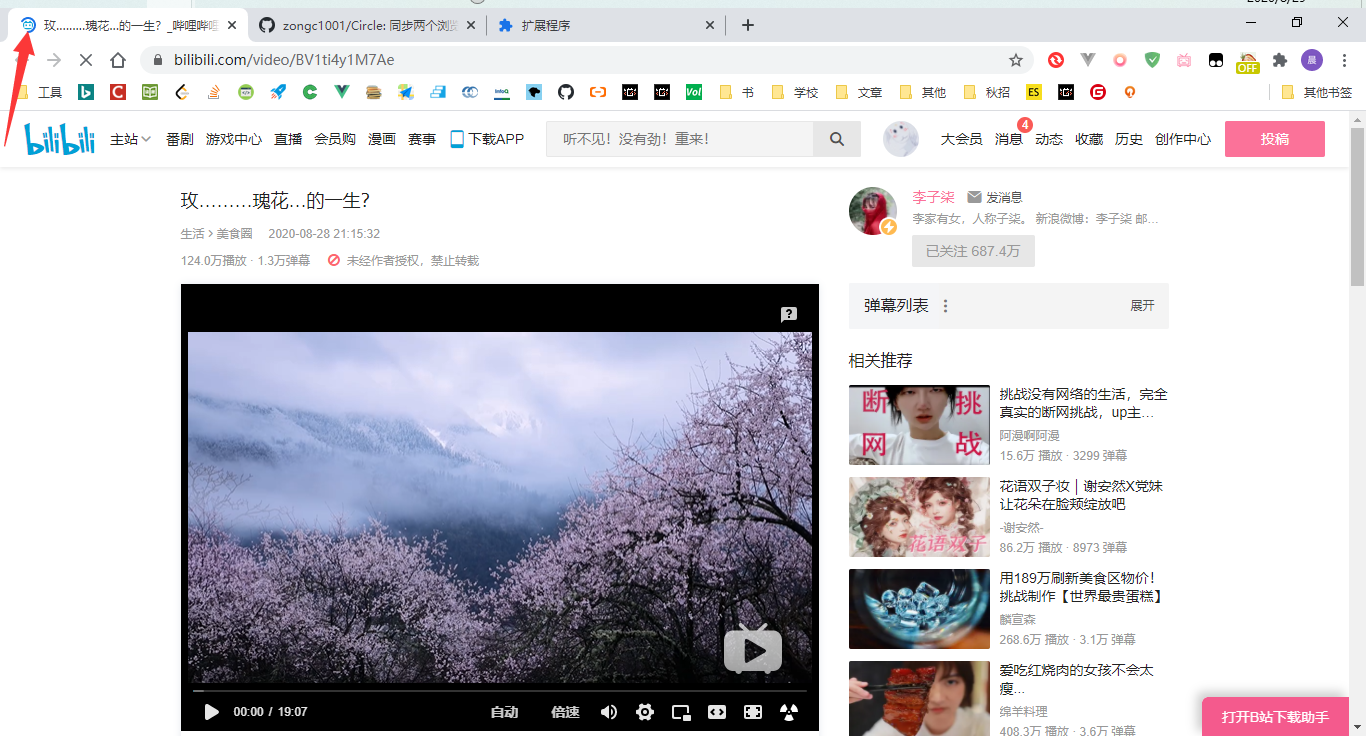 玫………瑰花…的一生？_哔哩哔哩
zongc1001/Circle: 同步两个浏览
扩展程序
bilibili.com/video/BV1ti4y1M7Ae
OFF
晨
工具
InfoQ
Vol
书
学校
文章
其他
秋招
ES
其他书签
bilibili
主站
番剧
游戏中心
直播
会员购
漫画
赛事
下载APP
听不见！没有劲！重来！
大会员
消息
4
动态
收藏
历史
创作中心
投稿
玫………瑰花…的一生？
生活 > 美食圈 2020-08-28 21:15:32
124.0万播放 · 1.3万弹幕 未经作者授权，禁止转载
李子柒 发消息
李家有女，人称子柒。 新浪微博：李子柒 邮…
已关注 687.4万
弹幕列表
展开
相关推荐
断 挑
网 战
挑战没有网络的生活，完全
真实的断网挑战，up主…
阿漫啊阿漫
15.6万 播放 · 3299 弹幕
花语双子
花语双子妆｜谢安然X党妹
让花朵在脸颊绽放吧
-谢安然-
86.2万 播放 · 8973 弹幕
用189万刷新美食区物价！
挑战制作【世界最贵蛋糕】
麟宣森
268.6万 播放 · 3.1万 弹幕
爱吃红烧肉的女孩不会太
瘦...
绵羊料理
408.3万 播放 · 3.6万 弹幕
00:00 / 19:07
自动
倍速
打开B站下载助手